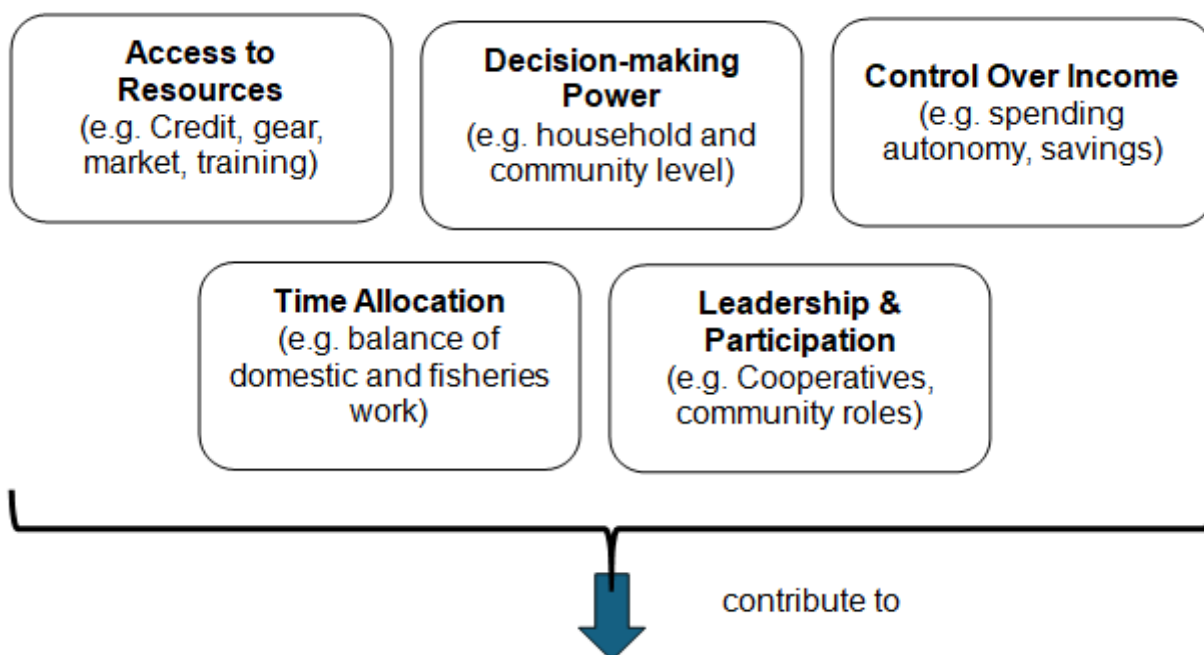 Access to
Resources
(e.g. Credit, gear,
market, training)
Decision-making
Power
(e.g. household and
community level)
Control Over Income
(e.g. spending
autonomy, savings)
Time Allocation
(e.g. balance of
domestic and fisheries
work)
Leadership &
Participation
(e.g. Cooperatives,
community roles)
contribute to